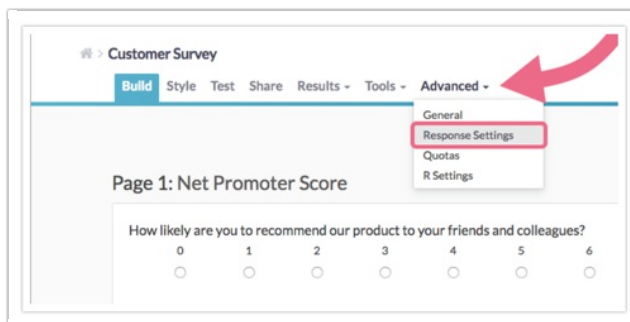 > Customer Survey
Build Style Test Share Results Tools Advanced
General
Response Settings
Quotas
R Settings
Page 1: Net Promoter Score
How likely are you to recommend our product to your friends and colleagues?
0 1 2 3 4 5 6